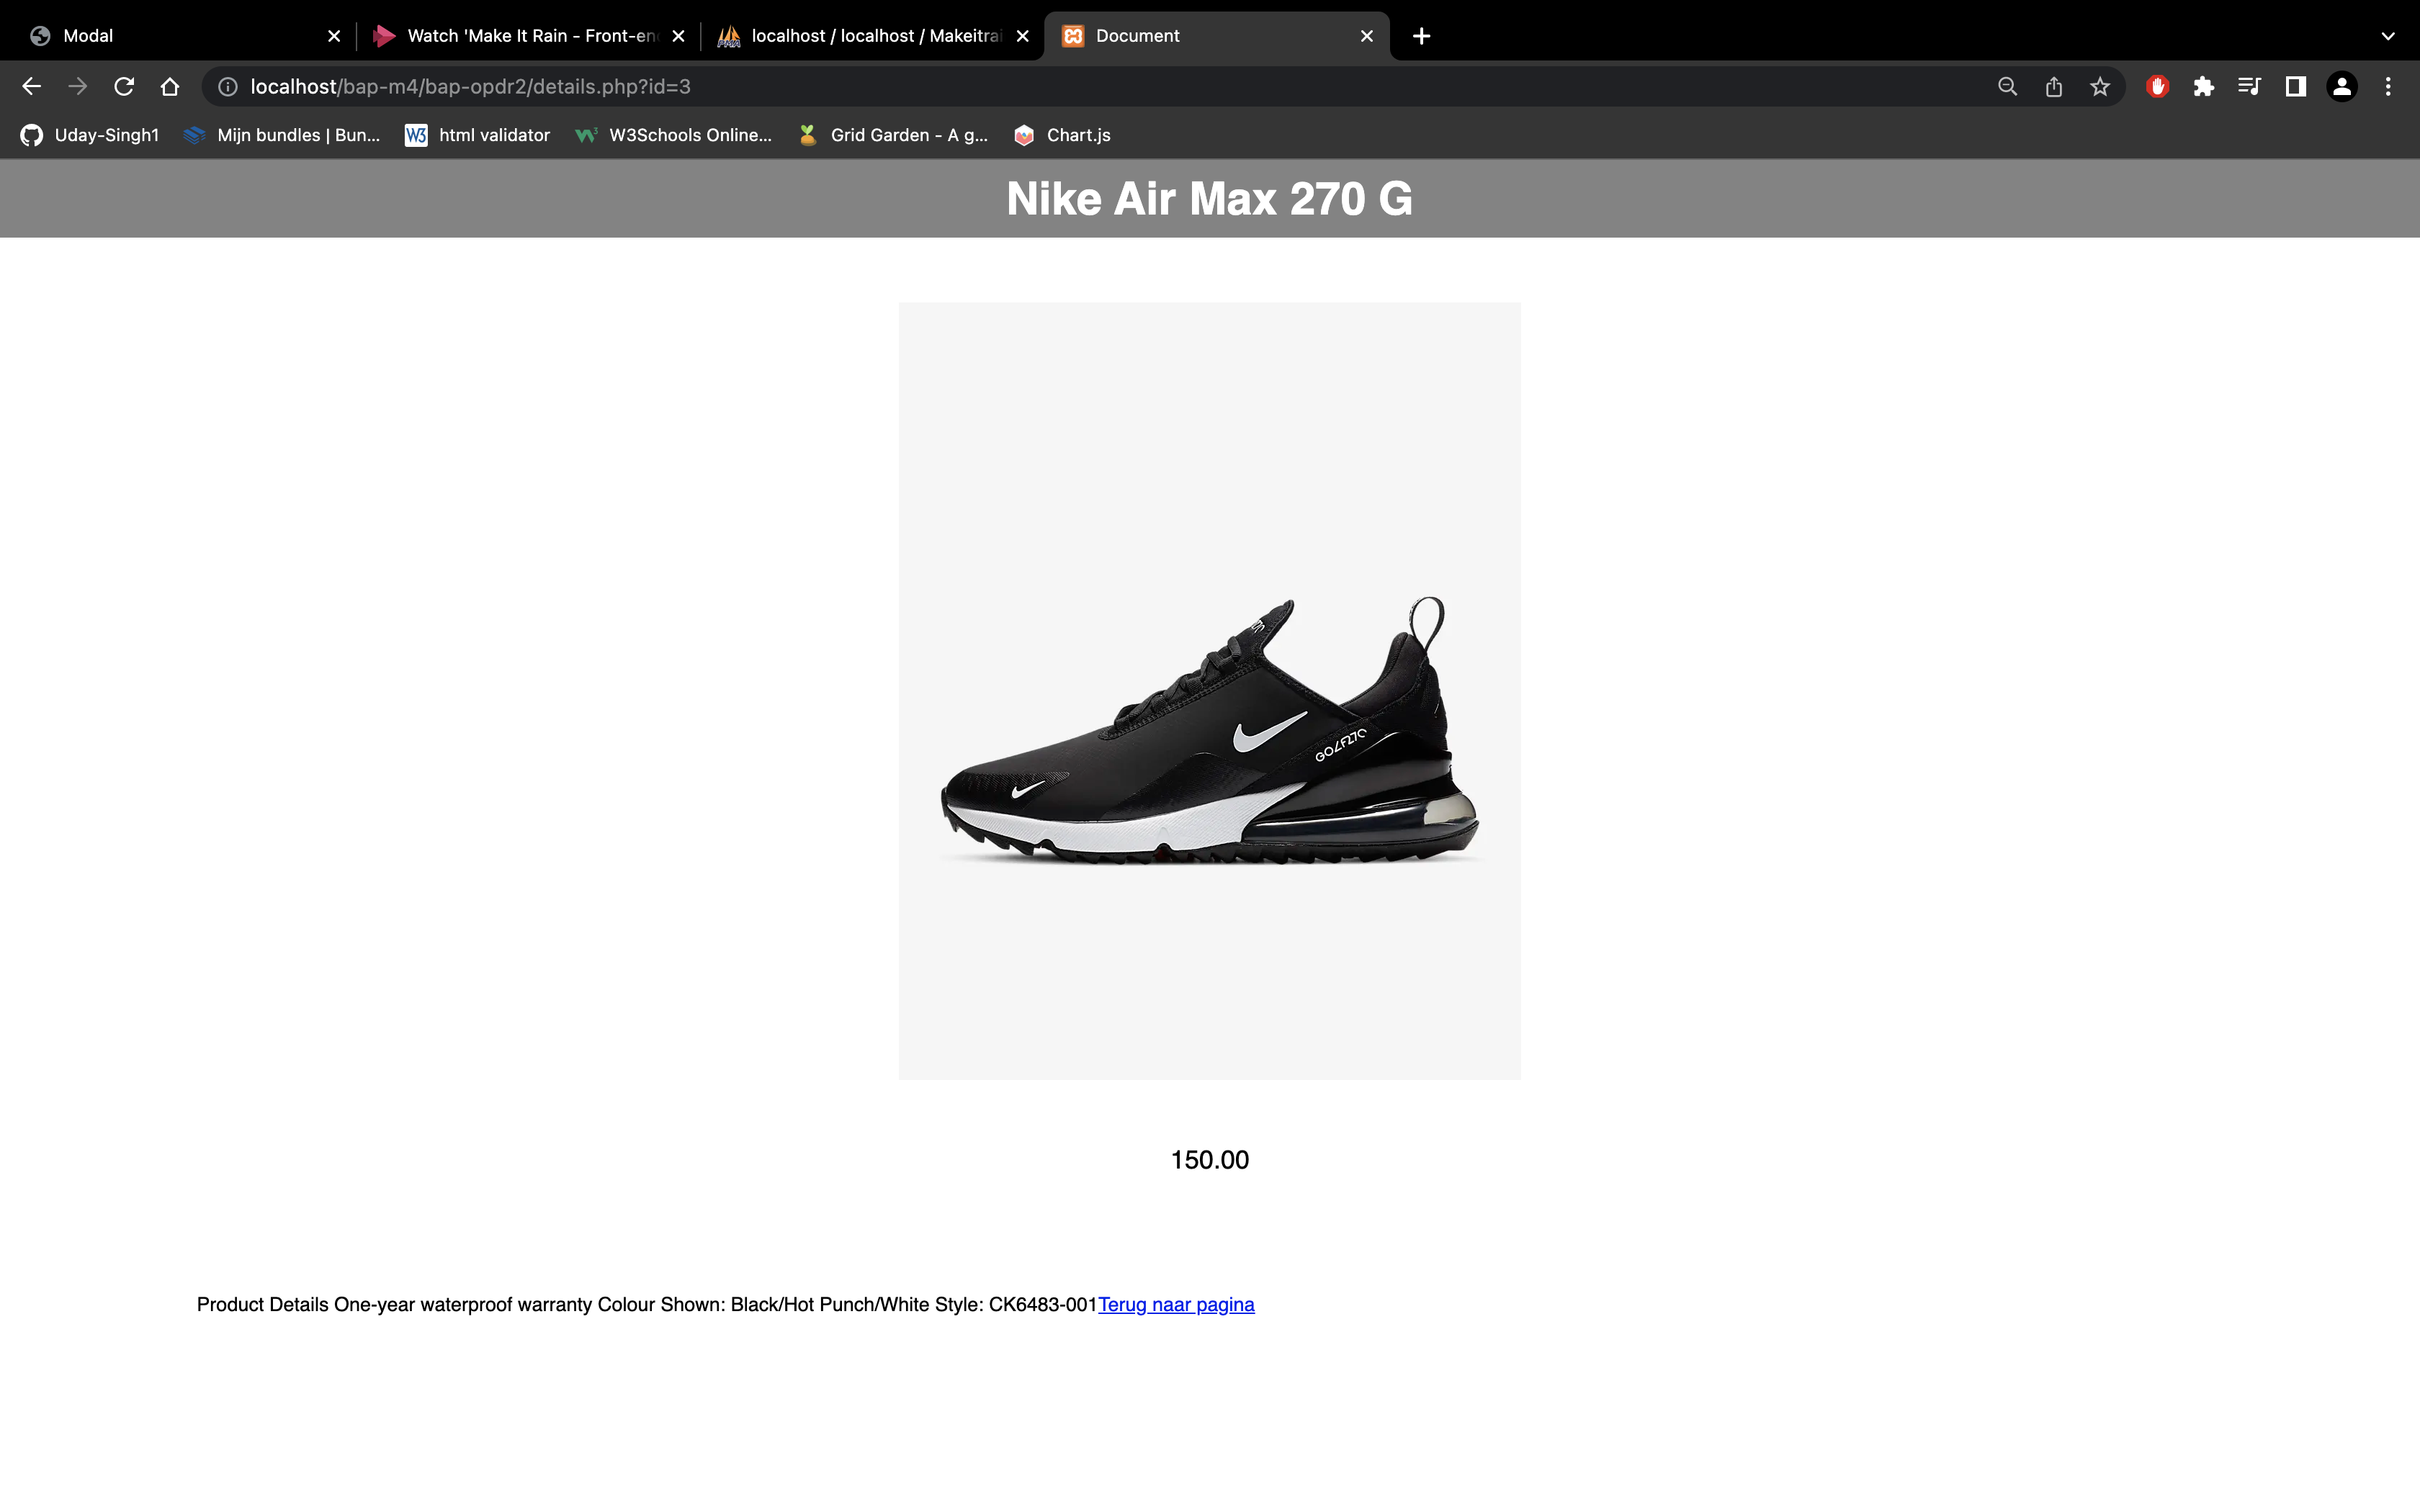 Modal
Watch 'Make It Rain - Front-en
localhost / localhost / Makeitrai
Document
localhost/bap-m4/bap-opdr2/details.php?id=3
Uday-Singh1
Mijn bundles | Bun...
W3
html validator
W3Schools Online...
Grid Garden - A g...
Chart.js
Nike Air Max 270 G
GOLF270
150.00
Product Details One-year waterproof warranty Colour Shown: Black/Hot Punch/White Style: CK6483-001Terug naar pagina